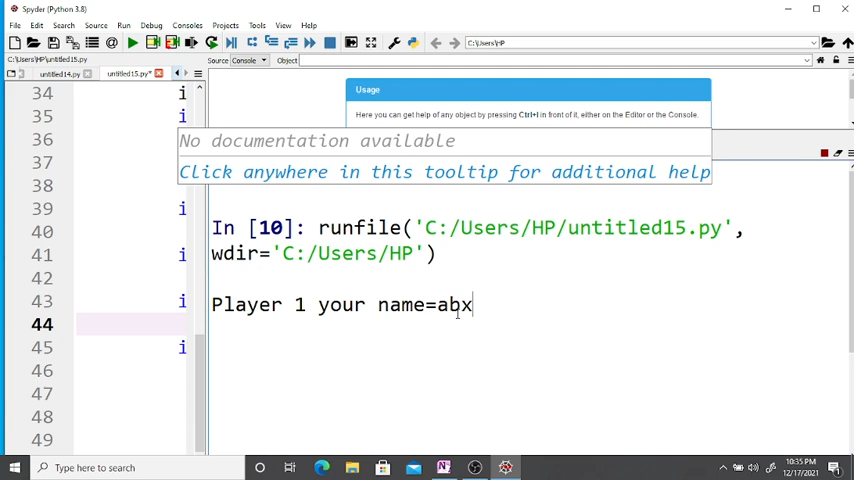 Spyder (Python 3.8)
File Edit Search Source Run Debug Consoles Projects Tools View Help
C:\Users\HP
C:\Users\HP\untitled15.py
Source Console Object
untitled14.py untitled15.py*
Usage
Here you can get help of any object by pressing Ctrl+I in front of it, either on the Editor or the Console.
No documentation available
Click anywhere in this tooltip for additional help
34 i
35 i
36
37
38
39 i
40
41 i
42
43 i
44
45 i
46
47
48
49
In [10]: runfile('C:/Users/HP/untitled15.py',
wdir='C:/Users/HP')
Player 1 your name=abx
Type here to search
10:35 PM
12/17/2021